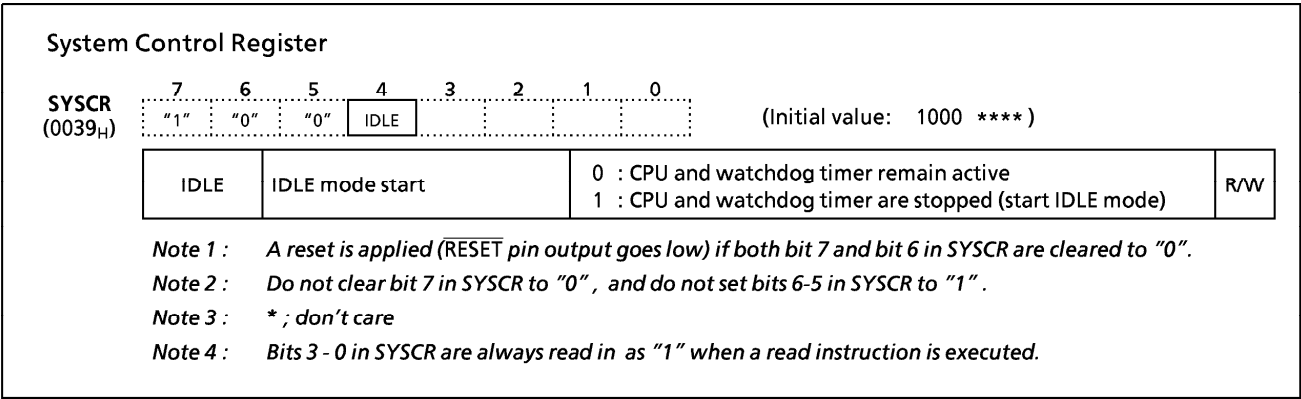 System Control Register
7 6 5 4 3 2 1 0
SYSCR
(0039H)
"1" "0" "0" IDLE
(Initial value: 1000 ****)
IDLE
IDLE mode start
0 : CPU and watchdog timer remain active
1 : CPU and watchdog timer are stopped (start IDLE mode)
R/W
Note 1 : A reset is applied (RESET pin output goes low) if both bit 7 and bit 6 in SYSCR are cleared to "0".
Note 2 : Do not clear bit 7 in SYSCR to "0" , and do not set bits 6-5 in SYSCR to "1" .
Note 3 : * ; don't care
Note 4 : Bits 3 - 0 in SYSCR are always read in as "1" when a read instruction is executed.